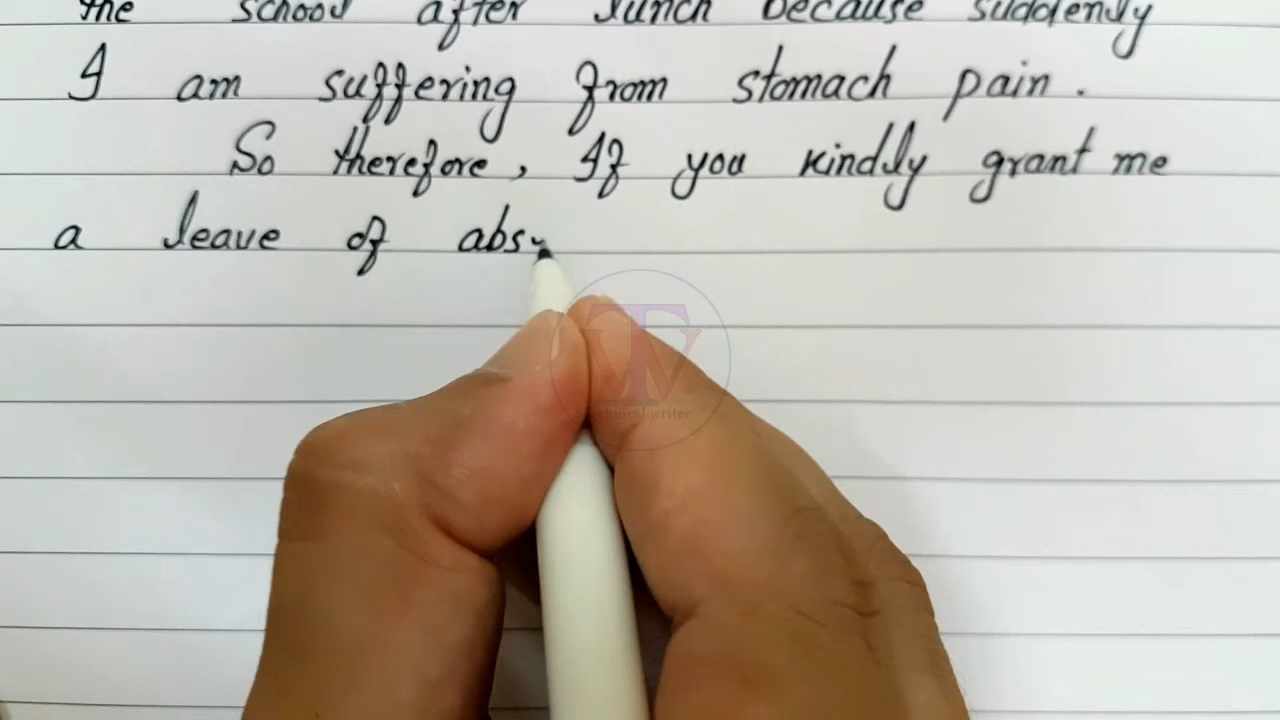 the school after lunch because suddenly
I am suffering from stomach pain.
So therefore, If you kindly grant me
a leave of abs